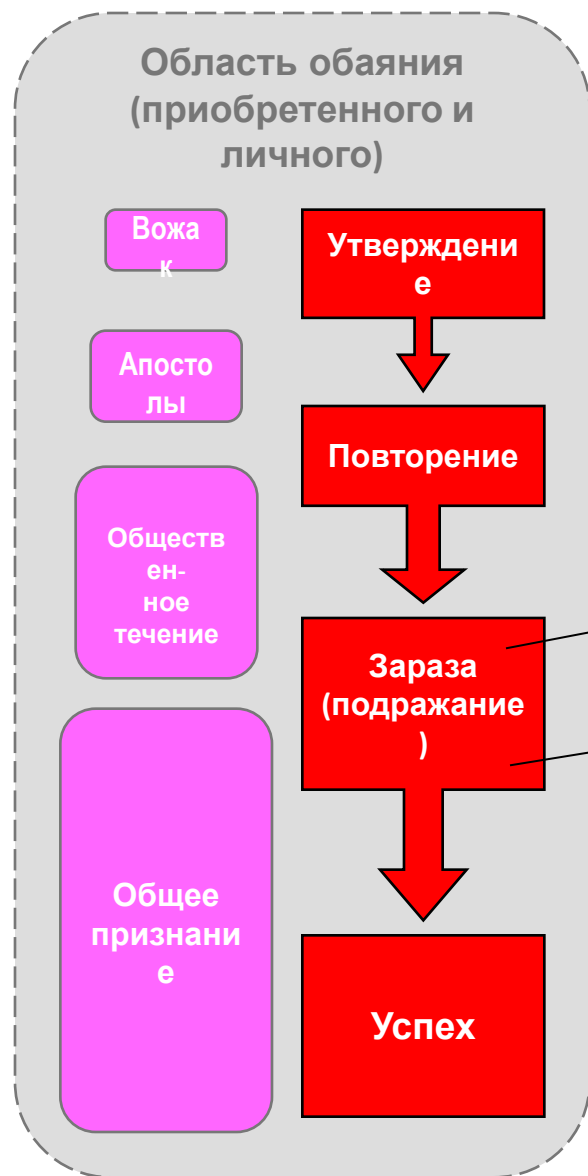 Область обаяния
(приобретенного и
личного)
Вожа
к
Утверждени
е
Апосто
лы
Повторение
Обществ
ен-
ное
течение
Зараза
(подражание
)
Общее
признани
е
Успех